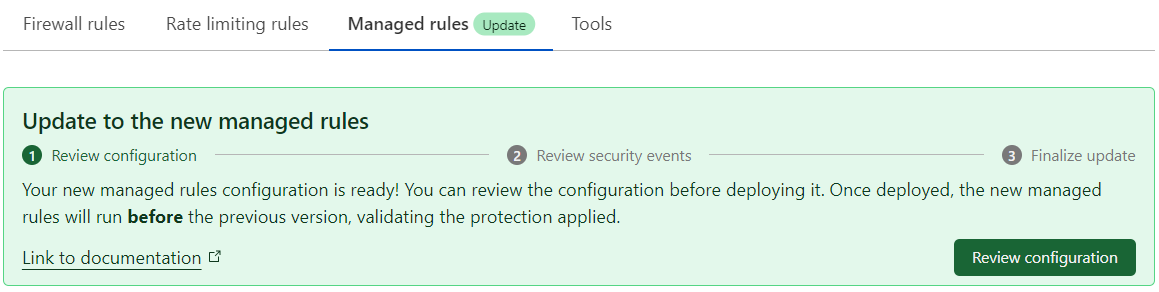 Firewall rules Rate limiting rules Managed rules Update Tools
Update to the new managed rules
1 Review configuration 2 Review security events 3 Finalize update
Your new managed rules configuration is ready! You can review the configuration before deploying it. Once deployed, the new managed
rules will run before the previous version, validating the protection applied.
Link to documentation Review configuration